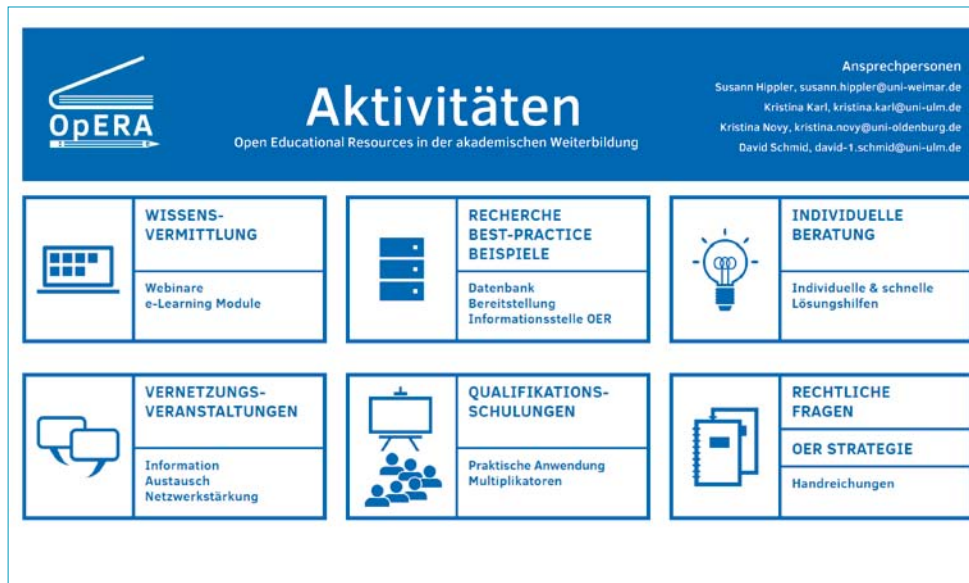 OpERA
Aktivitäten
Open Educational Resources in der akademischen Weiterbildung
Ansprechpersonen
Susann Hippler, susann.hippler@uni-weimar.de
Kristina Karl, kristina.karl@uni-ulm.de
Kristina Novy, kristina.novy@uni-oldenburg.de
David Schmid, david-1.schmid@uni-ulm.de
WISSENS-
VERMITTLUNG
Webinare
e-Learning Module
RECHERCHE
BEST-PRACTICE
BEISPIELE
Datenbank
Bereitstellung
Informationsstelle OER
INDIVIDUELLE
BERATUNG
Individuelle & schnelle
Lösungshilfen
VERNETZUNGS-
VERANSTALTUNGEN
Information
Austausch
Netzwerkstärkung
QUALIFIKATIONS-
SCHULUNGEN
Praktische Anwendung
Multiplikatoren
RECHTLICHE
FRAGEN
OER STRATEGIE
Handreichungen